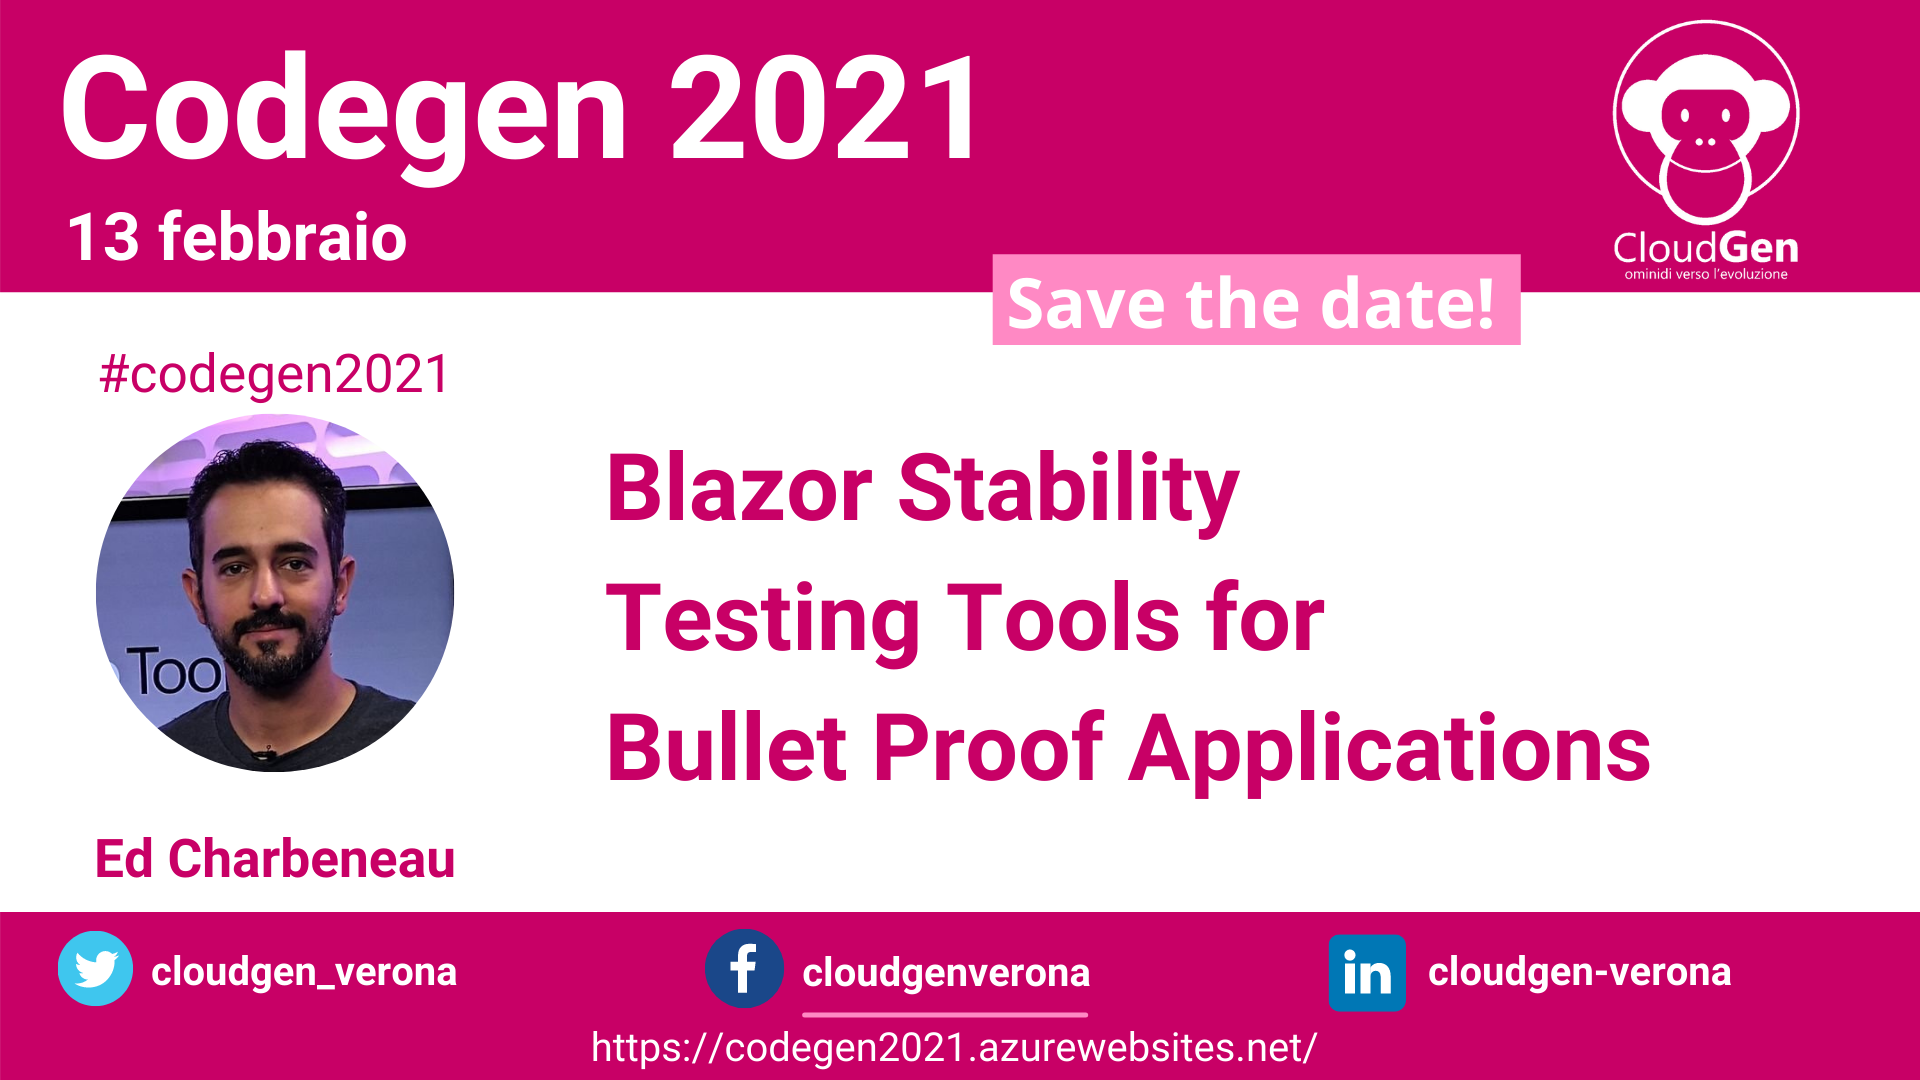 Codegen 2021
13 febbraio
CloudGen
ominidi verso l'evoluzione
Save the date!
#codegen2021
Too
Blazor Stability
Testing Tools for
Bullet Proof Applications
Ed Charbeneau
cloudgen_verona
cloudgenverona
in
cloudgen-verona
https://codegen2021.azurewebsites.net/